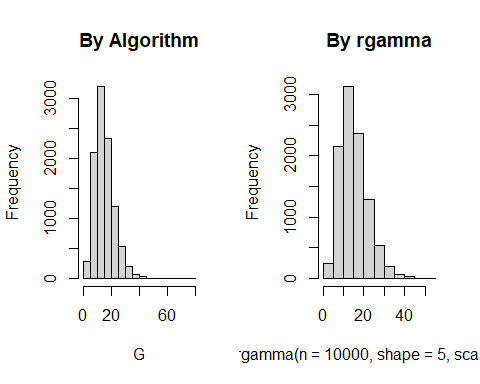 By Algorithm
Frequency
0 1000 2000 3000
0 20 60
G
By rgamma
Frequency
0 1000 2000 3000
0 20 40
rgamma(n = 10000, shape = 5, sca